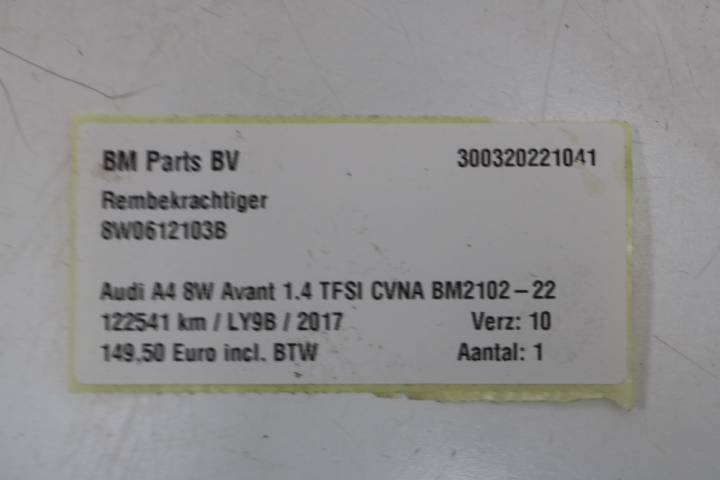 BM Parts BV 300320221041
Rembekrachtiger
8W0612103B
Audi A4 8W Avant 1.4 TFSI CVNA BM2102-22
122541 km / LY9B / 2017 Verz: 10
149,50 Euro incl. BTW Aantal: 1